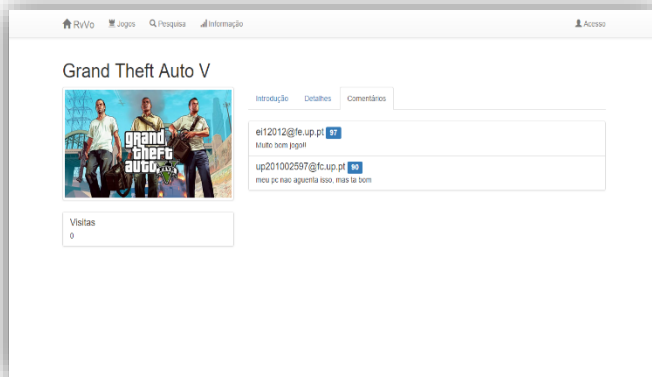 RvVo Jogos Pesquisa Informação Acesso
Grand Theft Auto V
grand
theft
auto
V
Visitas
0
Introdução Detalhes Comentários
ei12012@fe.up.pt 97
Muito bom jogo!!
up201002597@fc.up.pt 90
meu pc nao aguenta isso, mas ta bom